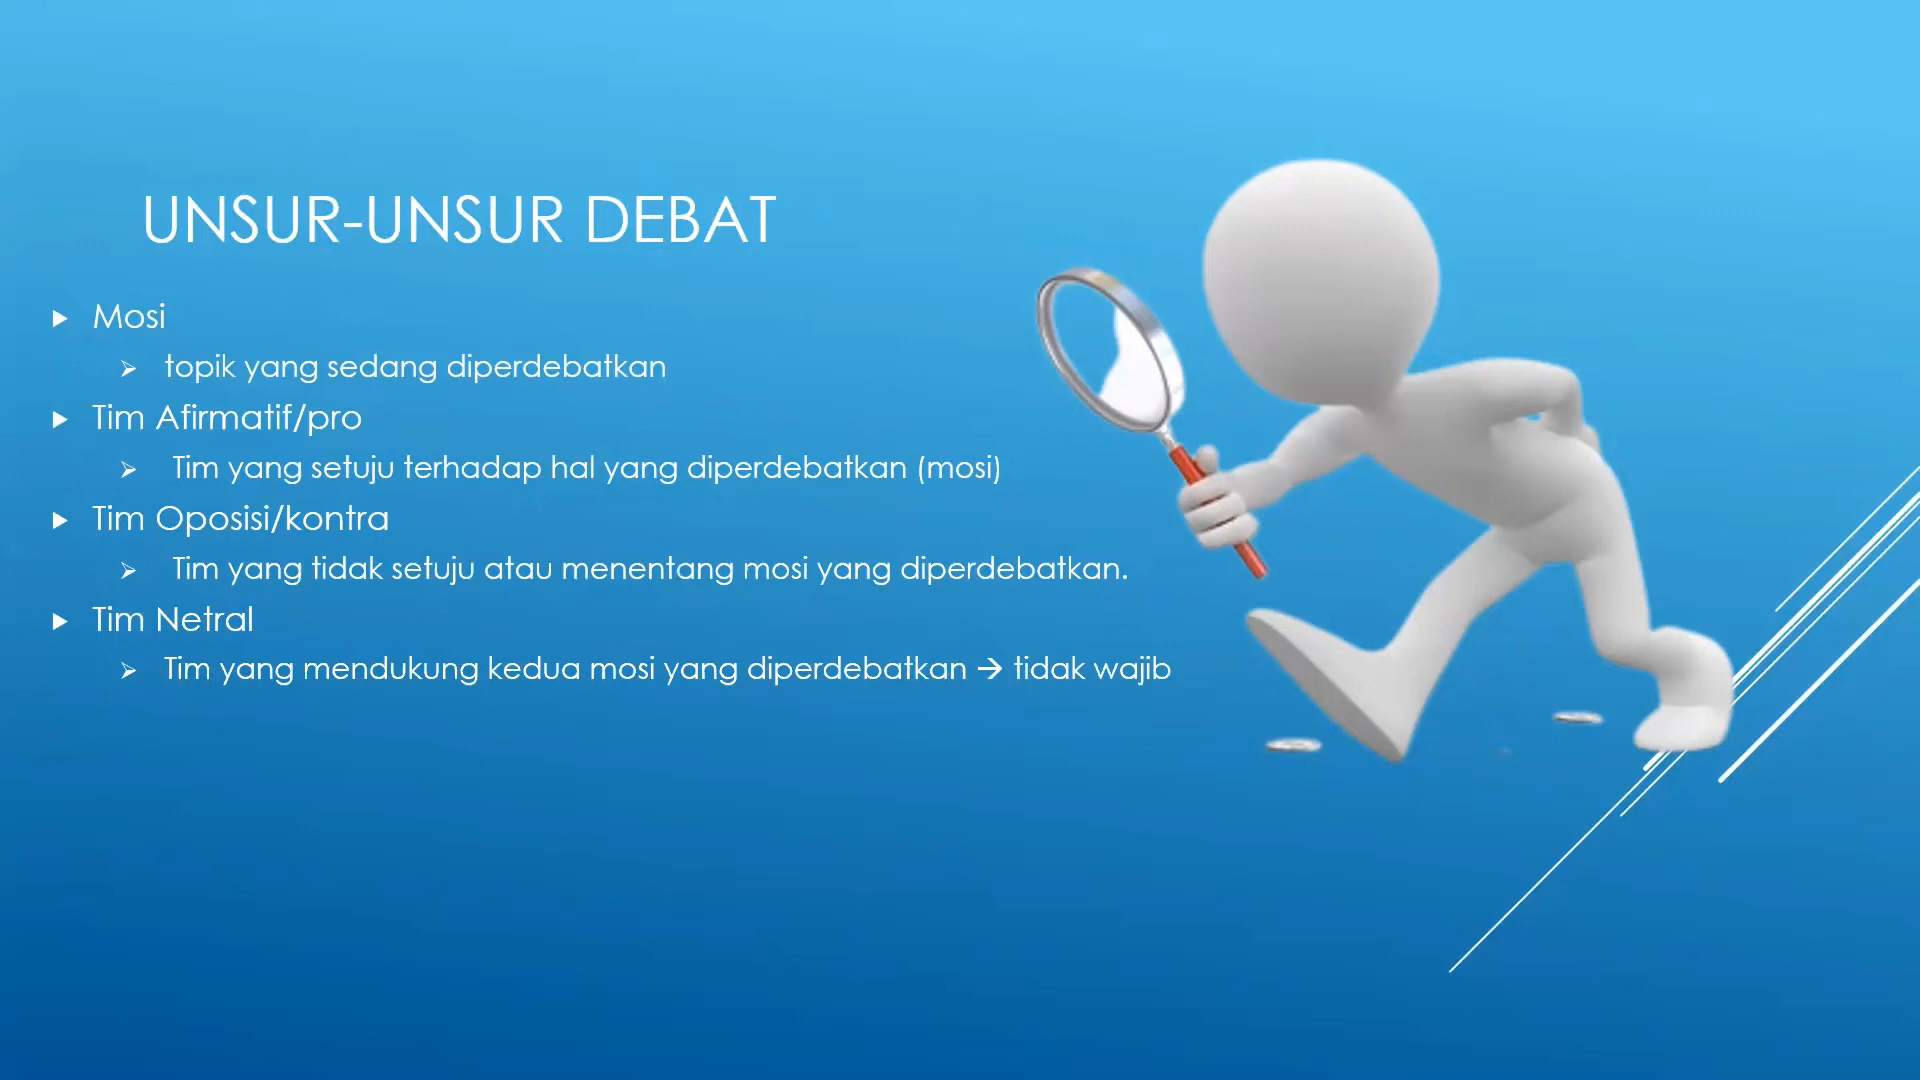 UNSUR-UNSUR DEBAT
Mosi
topik yang sedang diperdebatkan
Tim Afirmatif/pro
Tim yang setuju terhadap hal yang diperdebatkan (mosi)
Tim Oposisi/kontra
Tim yang tidak setuju atau menentang mosi yang diperdebatkan.
Tim Netral
Tim yang mendukung kedua mosi yang diperdebatkan → tidak wajib